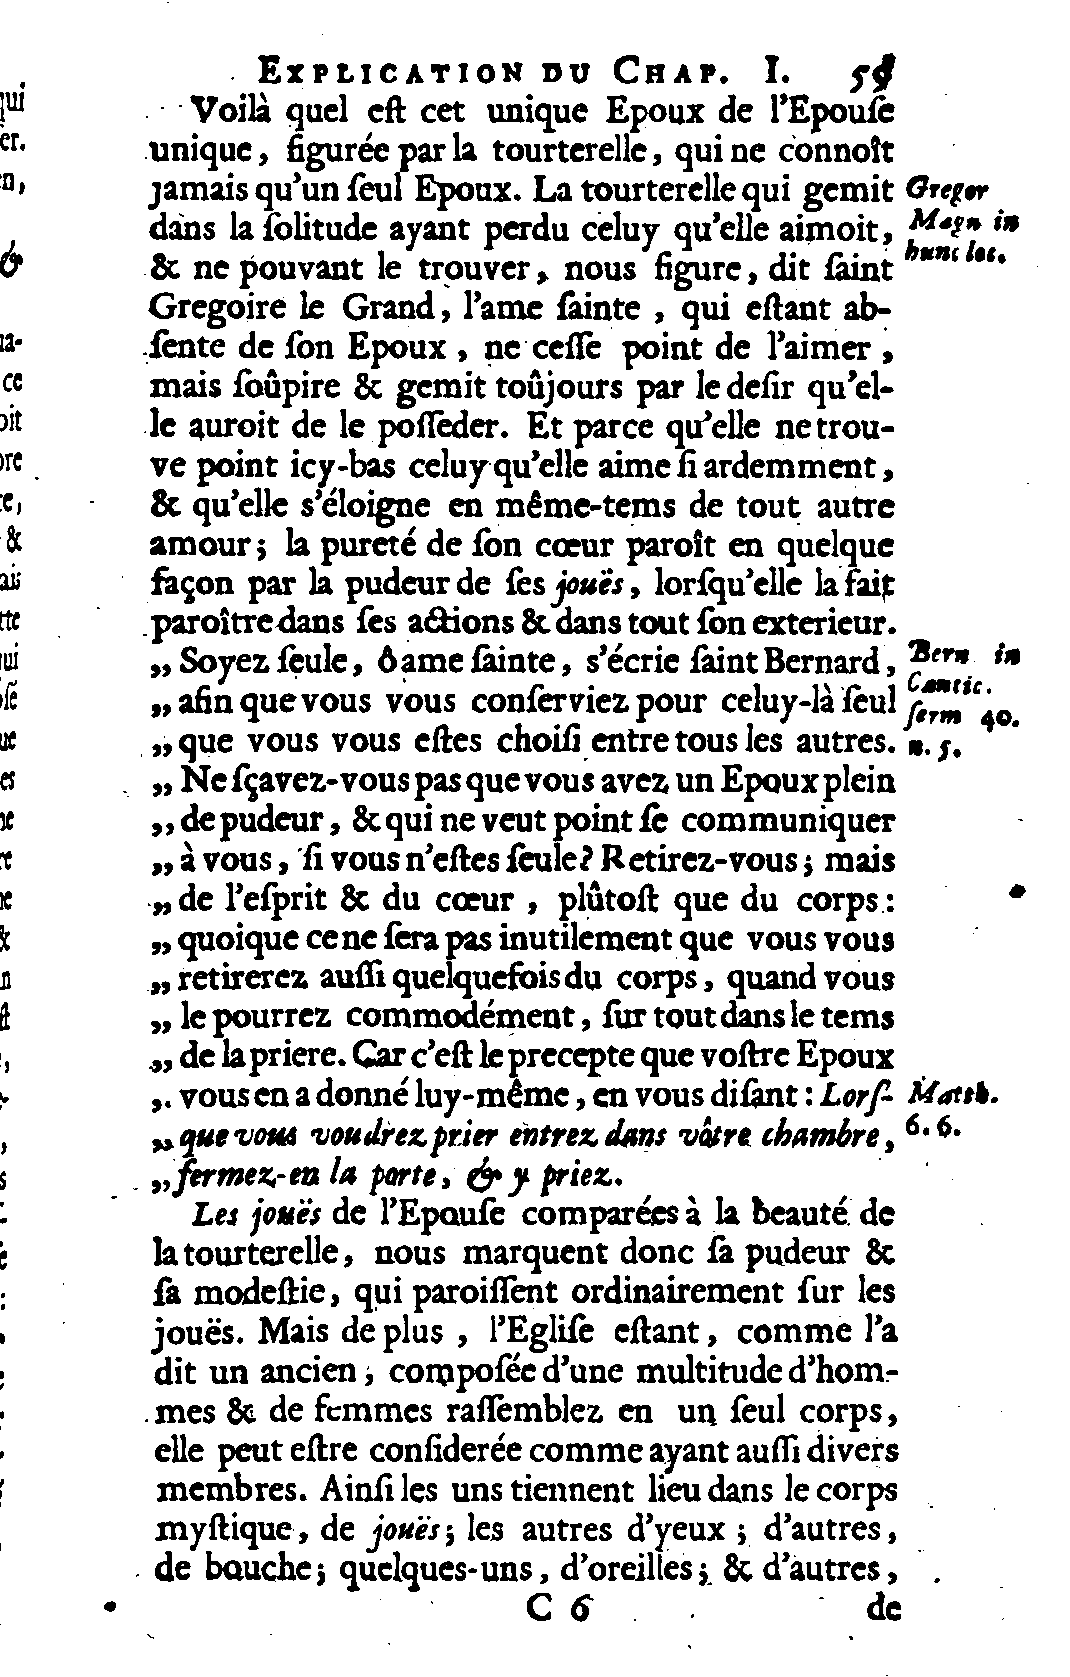 EXPLICATION DU CHAP. I. 59
Voilà quel eſt cet unique Epoux de l'Epouſe
unique, figurée par la tourterelle, qui ne connoît
jamais qu'un ſeul Epoux. La tourterelle qui gemit
dans la ſolitude ayant perdu celuy qu'elle aimoit,
& ne pouvant le trouver, nous figure, dit ſaint
Gregoire le Grand, l'ame ſainte, qui eſtant ab-
ſente de ſon Epoux, ne ceſſe point de l'aimer,
mais ſoûpire & gemit toûjours par le deſir qu'el-
le auroit de le poſſeder. Et parce qu'elle ne trou-
ve point icy-bas celuy qu'elle aime ſi ardemment,
& qu'elle s'éloigne en même-tems de tout autre
amour; la pureté de ſon cœur paroît en quelque
façon par la pudeur de ſes jouës, lorſqu'elle la fait
paroître dans ſes actions & dans tout ſon exterieur.
„ Soyez ſeule, ô ame ſainte, s'écrie ſaint Bernard,
„ afin que vous vous conſerviez pour celuy-là ſeul
„ que vous vous eſtes choiſi entre tous les autres.
„ Ne ſçavez-vous pas que vous avez un Epoux plein
„ de pudeur, & qui ne veut point ſe communiquer
„ à vous, ſi vous n'eſtes ſeule? Retirez-vous; mais
„ de l'eſprit & du cœur, plûtoſt que du corps:
„ quoique ce ne ſera pas inutilement que vous vous
„ retirerez auſſi quelquefois du corps, quand vous
„ le pourrez commodément, ſur tout dans le tems
„ de la priere. Car c'eſt le precepte que voſtre Epoux
„ vous en a donné luy-même, en vous diſant: Lorſ-
„ que vous voudrez prier entrez dans vôtre chambre,
„ fermez-en la porte, & y priez.
Les jouës de l'Epouſe comparées à la beauté de
la tourterelle, nous marquent donc ſa pudeur &
ſa modeſtie, qui paroiſſent ordinairement ſur les
jouës. Mais de plus, l'Egliſe eſtant, comme l'a
dit un ancien, compoſée d'une multitude d'hom-
mes & de femmes raſſemblez en un ſeul corps,
elle peut eſtre conſiderée comme ayant auſſi divers
membres. Ainſi les uns tiennent lieu dans le corps
myſtique, de jouës; les autres d'yeux; d'autres,
de bouche; quelques-uns, d'oreilles; & d'autres,
C 6 de
Gregor
Magn in
hunc loc.
Bern in
Cantic.
ſerm 40.
n. 5.
Matth.
6. 6.